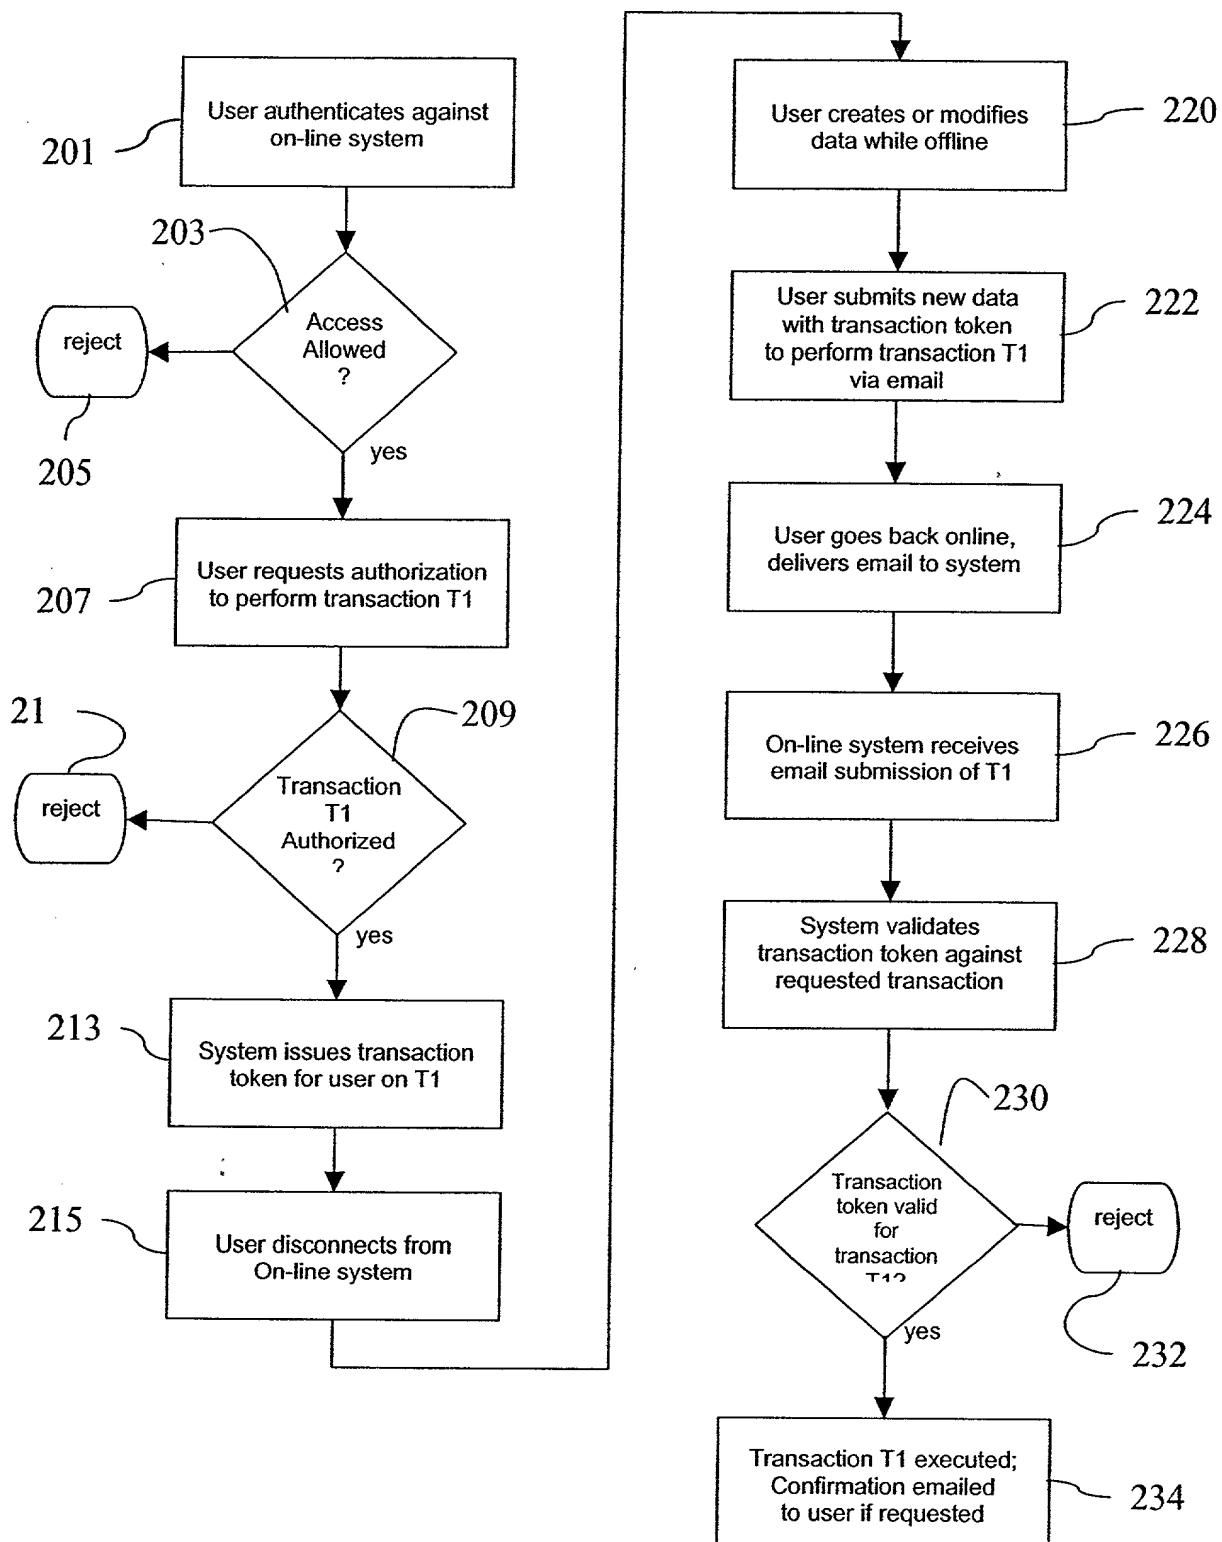 User authenticates against
on-line system
201
203
Access
Allowed
?
reject
205
yes
User requests authorization
to perform transaction T1
207
21
209
Transaction
T1
Authorized
?
reject
yes
213
System issues transaction
token for user on T1
215
User disconnects from
On-line system
User creates or modifies
data while offline
220
User submits new data
with transaction token
to perform transaction T1
via email
222
User goes back online,
delivers email to system
224
On-line system receives
email submission of T1
226
System validates
transaction token against
requested transaction
228
230
Transaction
token valid
for
transaction
T1?
reject
232
yes
Transaction T1 executed;
Confirmation emailed
to user if requested
234